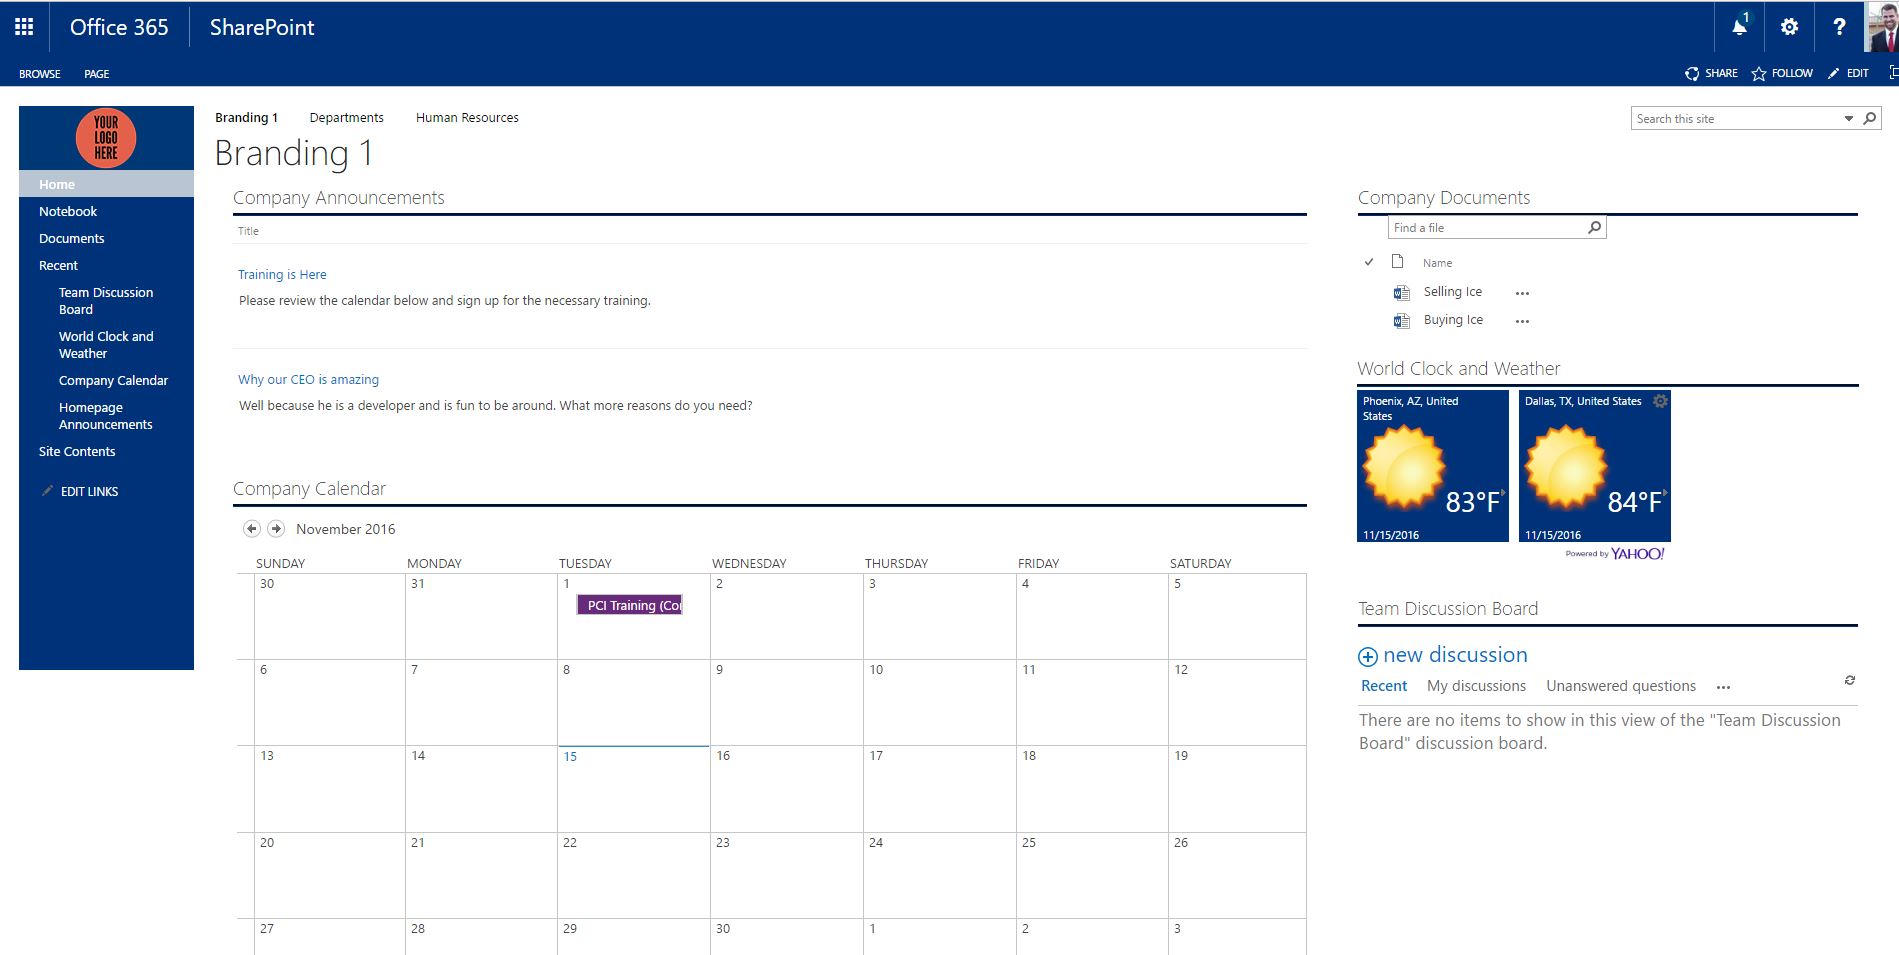 Office 365
SharePoint
1
?
BROWSE
PAGE
SHARE
FOLLOW
EDIT
YOUR
LOGO
HERE
Home
Notebook
Documents
Recent
Team Discussion
Board
World Clock and
Weather
Company Calendar
Homepage
Announcements
Site Contents
EDIT LINKS
Branding 1
Departments
Human Resources
Search this site
Branding 1
Company Announcements
Title
Training is Here
Please review the calendar below and sign up for the necessary training.
Why our CEO is amazing
Well because he is a developer and is fun to be around. What more reasons do you need?
Company Calendar
November 2016
SUNDAY MONDAY TUESDAY WEDNESDAY THURSDAY FRIDAY SATURDAY
30 31 1 2 3 4 5
PCI Training (Co
6 7 8 9 10 11 12
13 14 15 16 17 18 19
20 21 22 23 24 25 26
27 28 29 30 1 2 3
Company Documents
Find a file
Name
Selling Ice ...
Buying Ice ...
World Clock and Weather
Phoenix, AZ, United
States
83°F
11/15/2016
Dallas, TX, United States
84°F
11/15/2016
Powered by YAHOO!
Team Discussion Board
new discussion
Recent My discussions Unanswered questions ...
There are no items to show in this view of the "Team Discussion
Board" discussion board.